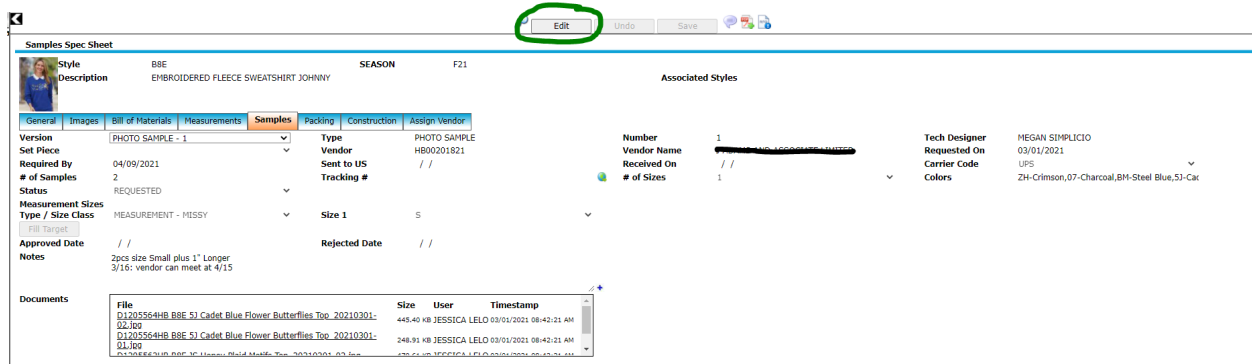 Edit Undo Save
Samples Spec Sheet
Style B8E SEASON F21
Description EMBROIDERED FLEECE SWEATSHIRT JOHNNY Associated Styles
General Images Bill of Materials Measurements Samples Packing Construction Assign Vendor
Version PHOTO SAMPLE - 1 Type PHOTO SAMPLE Number 1 Tech Designer MEGAN SIMPLICIO
Set Piece Vendor HB00201821 Vendor Name Requested On 03/01/2021
Required By 04/09/2021 Sent to US / / Received On / / Carrier Code UPS
# of Samples 2 Tracking # # of Sizes 1 Colors ZH-Crimson,07-Charcoal,BM-Steel Blue,5J-Cac
Status REQUESTED
Measurement Sizes
Type / Size Class MEASUREMENT - MISSY Size 1 S
Fill Target
Approved Date / / Rejected Date / /
Notes 2pcs size Small plus 1" Longer
3/16: vendor can meet at 4/15
Documents File Size User Timestamp
D1205564HB B8E 5J Cadet Blue Flower Butterflies Top_20210301-
02.jpg 445.40 KB JESSICA LELO 03/01/2021 08:42:21 AM
D1205564HB B8E 5J Cadet Blue Flower Butterflies Top_20210301-
01.jpg 248.91 KB JESSICA LELO 03/01/2021 08:42:21 AM